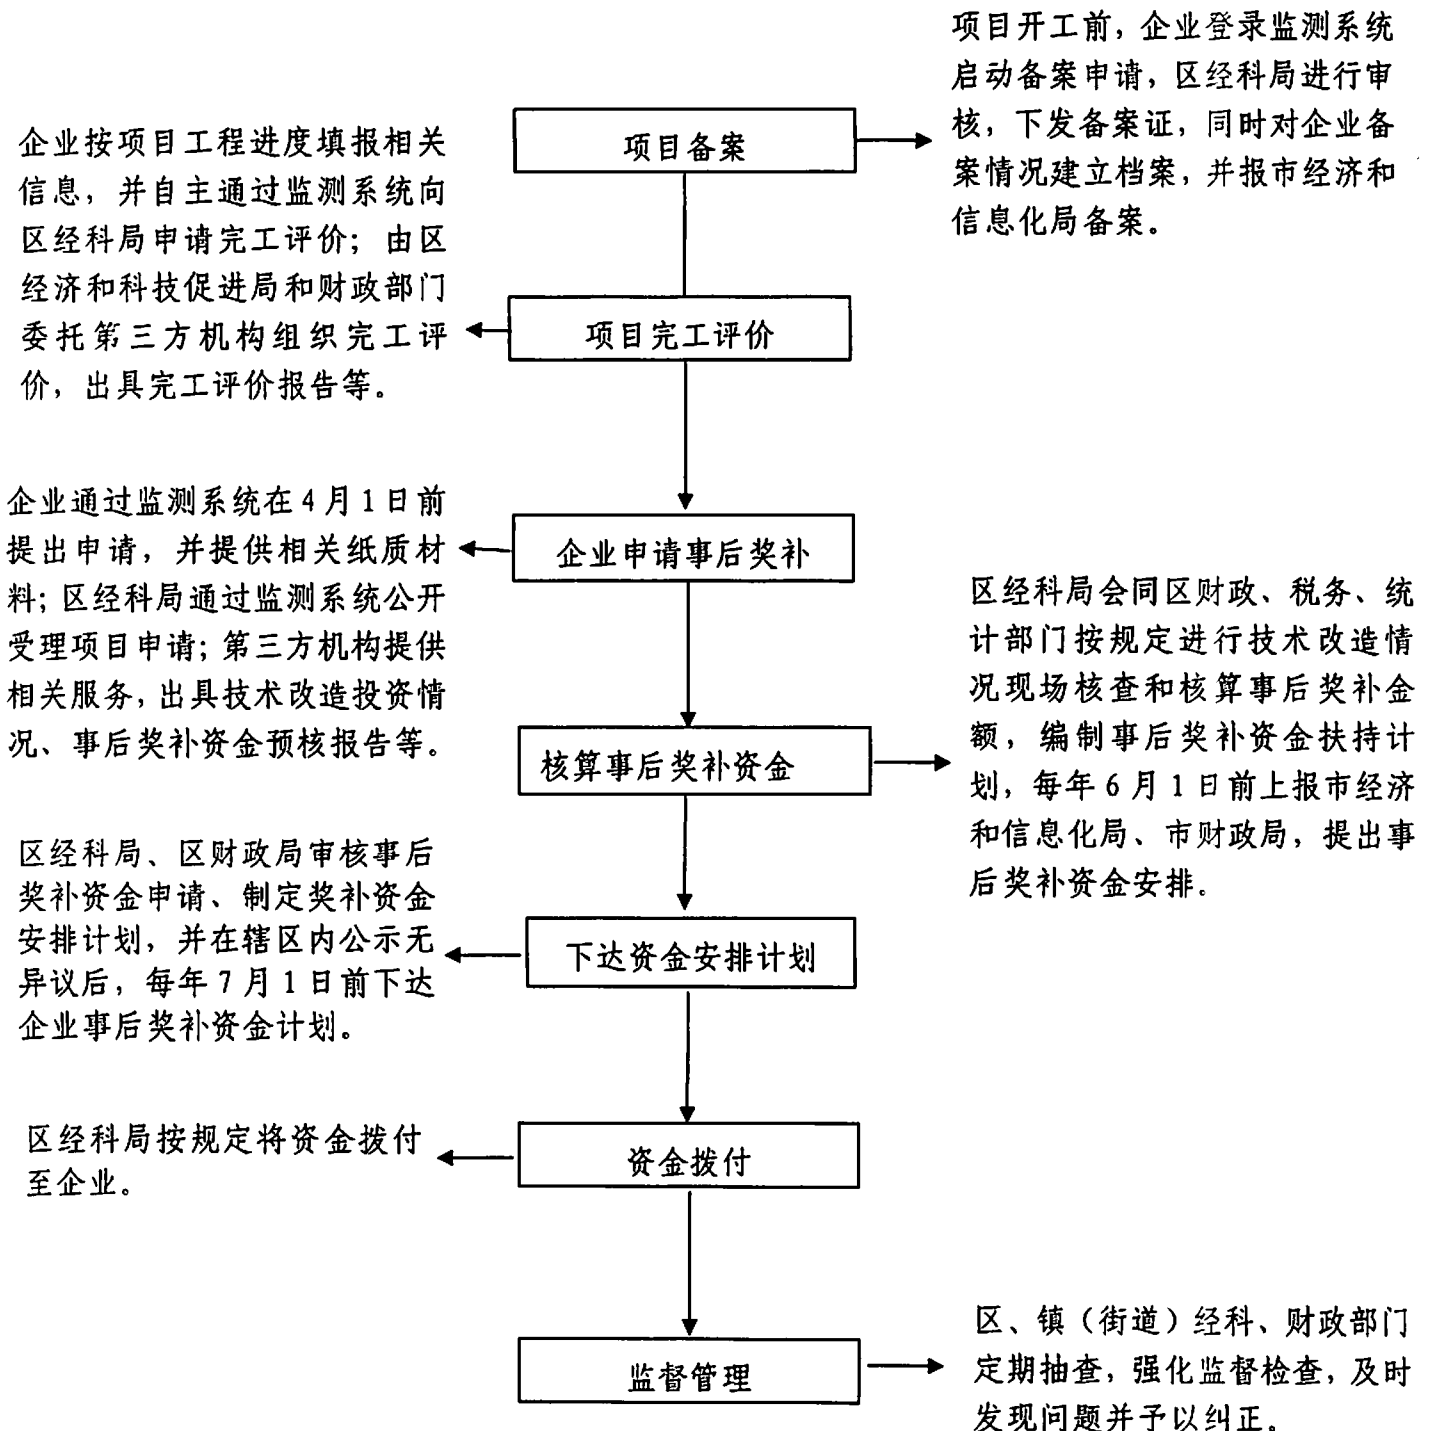 项目开工前，企业登录监测系统
启动备案申请，区经科局进行审
核，下发备案证，同时对企业备
案情况建立档案，并报市经济和
信息化局备案。
项目备案
企业按项目工程进度填报相关
信息，并自主通过监测系统向
区经科局申请完工评价；由区
经济和科技促进局和财政部门
委托第三方机构组织完工评
价，出具完工评价报告等。
项目完工评价
企业通过监测系统在4月1日前
提出申请，并提供相关纸质材
料；区经科局通过监测系统公开
受理项目申请；第三方机构提供
相关服务，出具技术改造投资情
况、事后奖补资金预核报告等。
企业申请事后奖补
区经科局会同区财政、税务、统
计部门按规定进行技术改造情
况现场核查和核算事后奖补金
额，编制事后奖补资金扶持计
划，每年6月1日前上报市经济
和信息化局、市财政局，提出事
后奖补资金安排。
核算事后奖补资金
区经科局、区财政局审核事后
奖补资金申请、制定奖补资金
安排计划，并在辖区内公示无
异议后，每年7月1日前下达
企业事后奖补资金计划。
下达资金安排计划
区经科局按规定将资金拨付
至企业。
资金拨付
区、镇（街道）经科、财政部门
定期抽查，强化监督检查，及时
发现问题并予以纠正。
监督管理